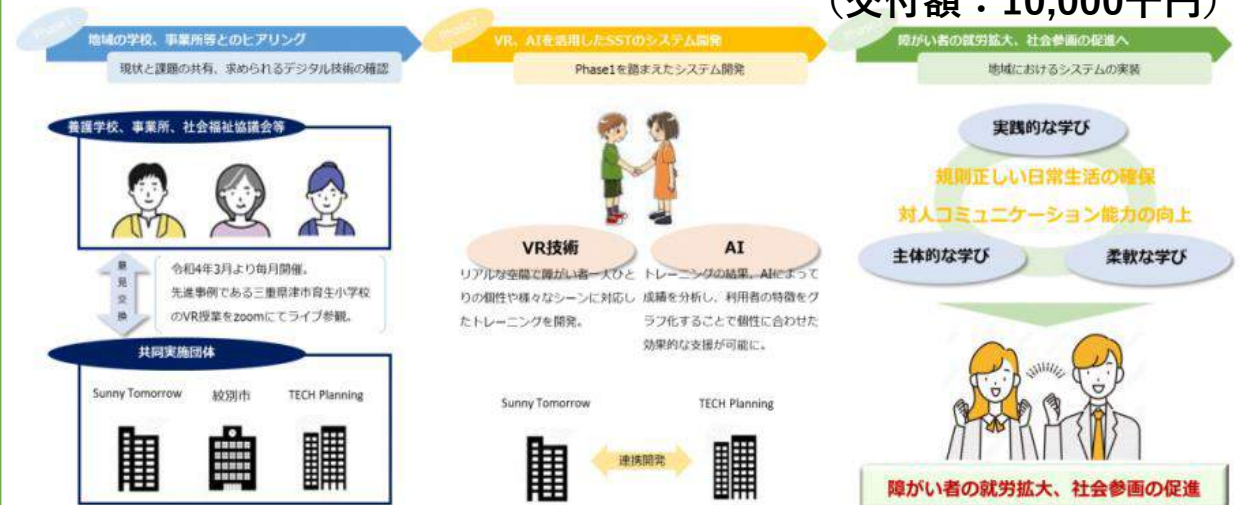 （交付額：10,000千円）
Phase1
地域の学校、事業所等とのヒアリング
現状と課題の共有、求められるデジタル技術の確認
養護学校、事業所、社会福祉協議会等
意見交換
令和4年3月より毎月開催。
先進事例である三重県津市育生小学校
のVR授業をzoomにてライブ参観。
共同実施団体
Sunny Tomorrow
紋別市
TECH Planning
Phase2
VR、AIを活用したSSTのシステム開発
Phase1を踏まえたシステム開発
VR技術
リアルな空間で障がい者一人ひと
りの個性や様々なシーンに対応し
たトレーニングを開発。
AI
トレーニングの結果、AIによって
成績を分析し、利用者の特徴をグ
ラフ化することで個性に合わせた
効果的な支援が可能に。
Sunny Tomorrow
連携開発
TECH Planning
障がい者の就労拡大、社会参画の促進へ
地域におけるシステムの実装
実践的な学び
規則正しい日常生活の確保
対人コミュニケーション能力の向上
主体的な学び
柔軟な学び
障がい者の就労拡大、社会参画の促進